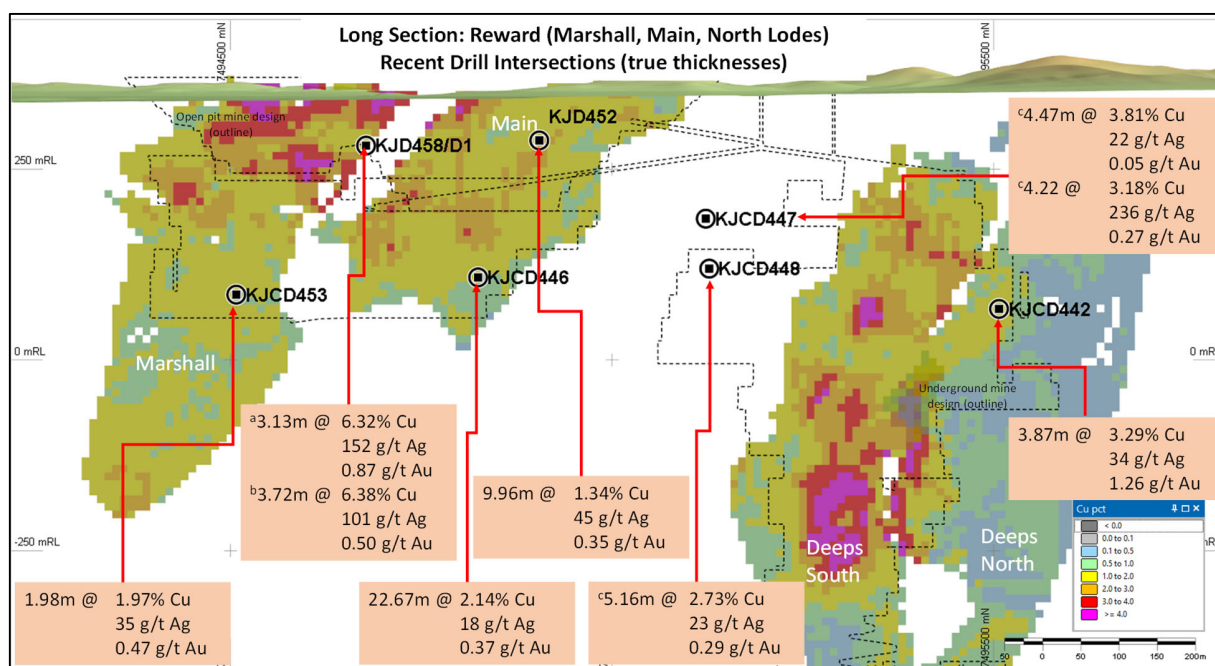 Long Section: Reward (Marshall, Main, North Lodes)
Recent Drill Intersections (true thicknesses)
7494500 mN
95500 mN
Open pit mine design
(outline)
Main
KJD452
KJD458/D1
250 mRL
KJCD447
KJCD448
KJCD446
KJCD453
KJCD442
Marshall
0 mRL
Underground mine
design (outline)
ᶜ4.47m @ 3.81% Cu
22 g/t Ag
0.05 g/t Au
ᶜ4.22 @ 3.18% Cu
236 g/t Ag
0.27 g/t Au
ᵃ3.13m @ 6.32% Cu
152 g/t Ag
0.87 g/t Au
ᵇ3.72m @ 6.38% Cu
101 g/t Ag
0.50 g/t Au
9.96m @ 1.34% Cu
45 g/t Ag
0.35 g/t Au
3.87m @ 3.29% Cu
34 g/t Ag
1.26 g/t Au
-250 mRL
Deeps
South
Deeps
North
1.98m @ 1.97% Cu
35 g/t Ag
0.47 g/t Au
22.67m @ 2.14% Cu
18 g/t Ag
0.37 g/t Au
ᶜ5.16m @ 2.73% Cu
23 g/t Ag
0.29 g/t Au
7495500 mN
Cu pct
< 0.0
0.0 to 0.1
0.1 to 0.5
0.5 to 1.0
1.0 to 2.0
2.0 to 3.0
3.0 to 4.0
>= 4.0
50 0 50 100 150 200m